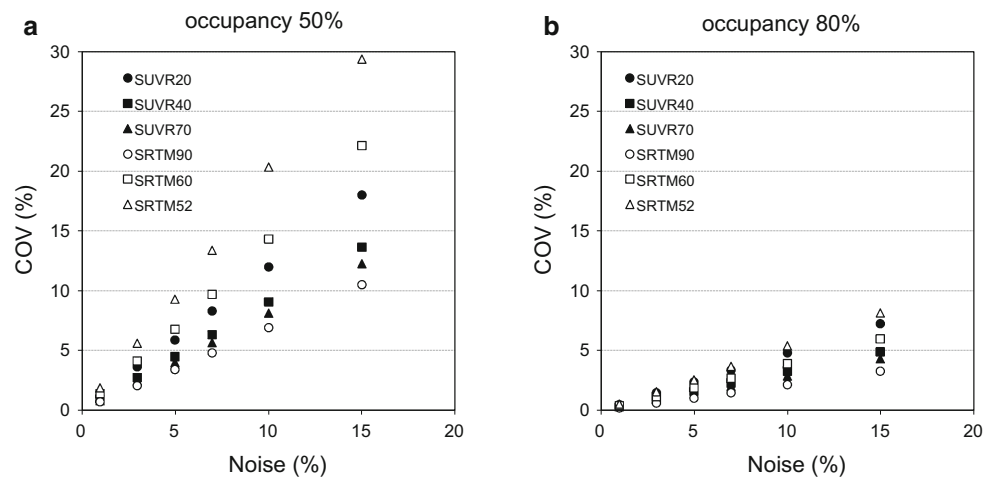 a
occupancy 50%
30
25
20
15
10
5
0
COV (%)
SUVR20
SUVR40
SUVR70
SRTM90
SRTM60
SRTM52
0
5
10
15
20
Noise (%)
b
occupancy 80%
30
25
20
15
10
5
0
COV (%)
SUVR20
SUVR40
SUVR70
SRTM90
SRTM60
SRTM52
0
5
10
15
20
Noise (%)